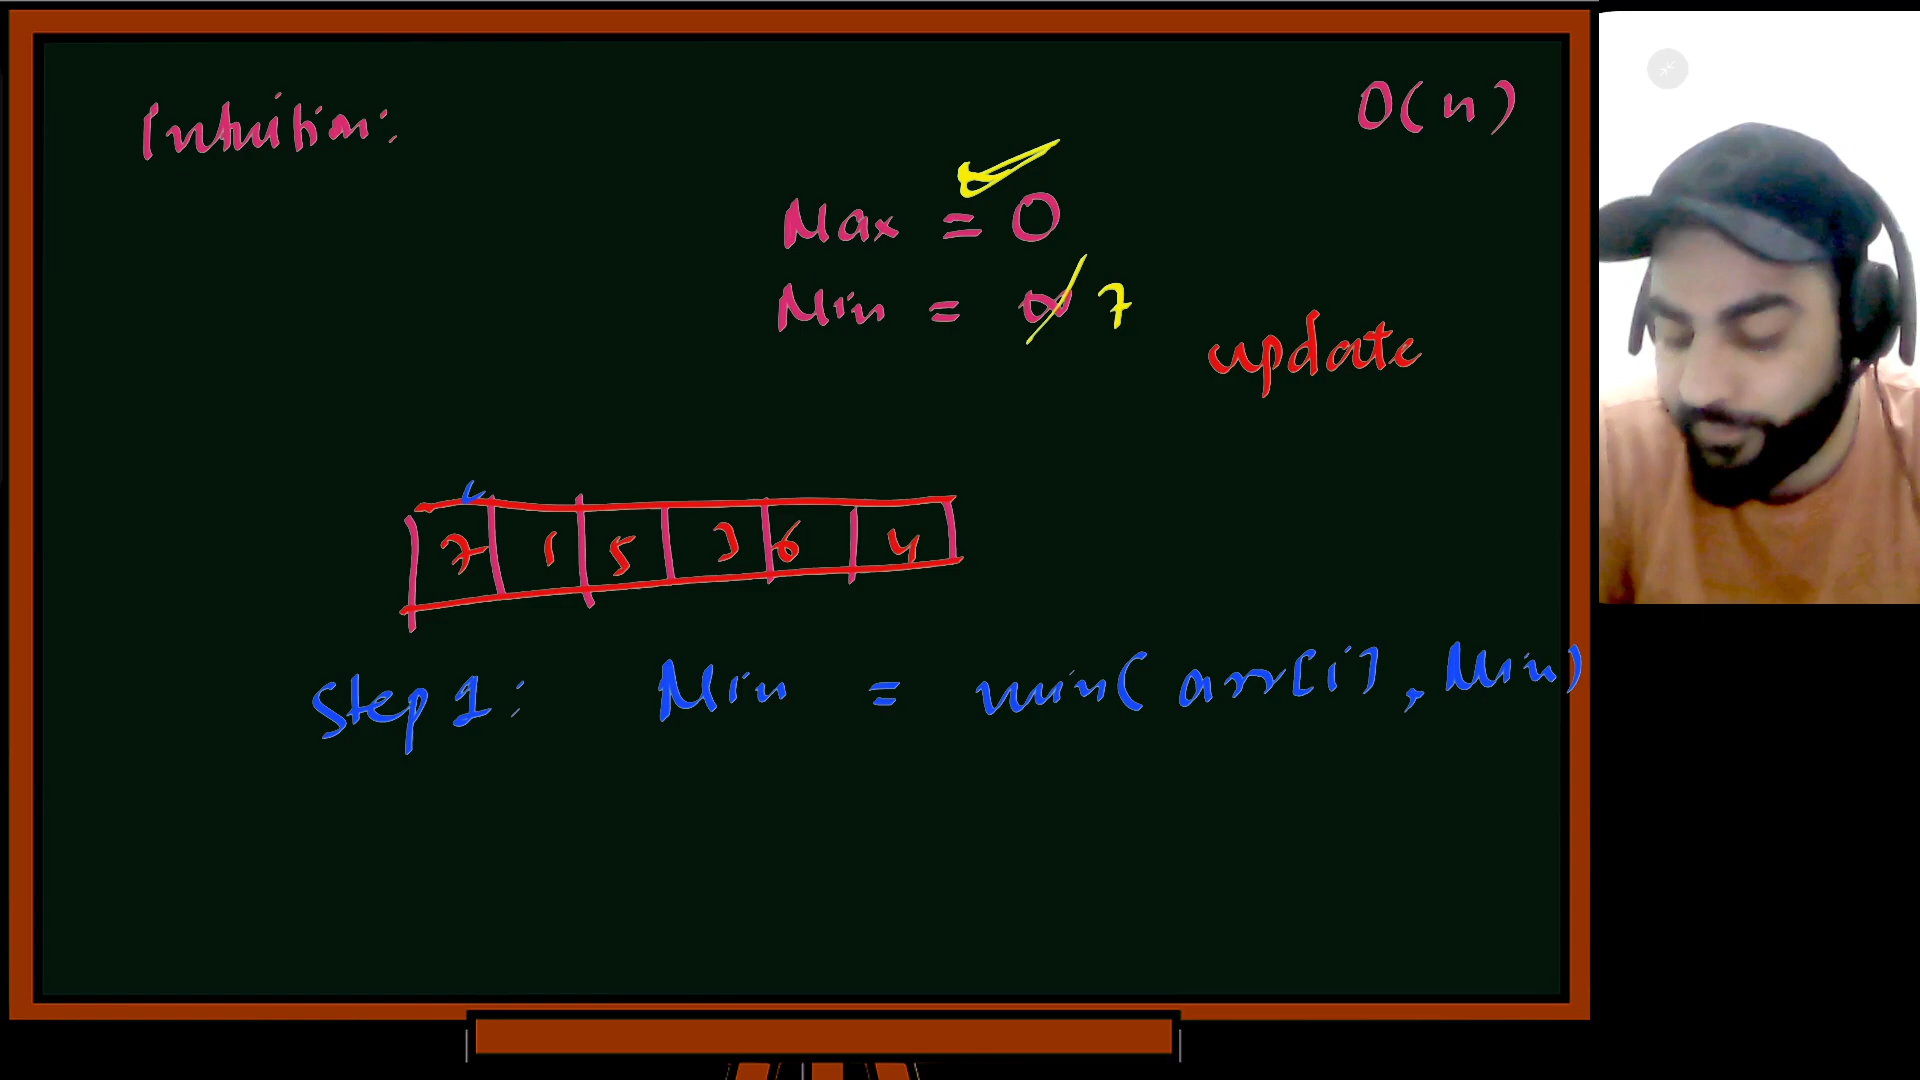 Intuition:
O(n)
Max = 0
Min = ∞ 7
update
7 1 5 3 6 4
Step 1: Min = min(arr[i], Min)